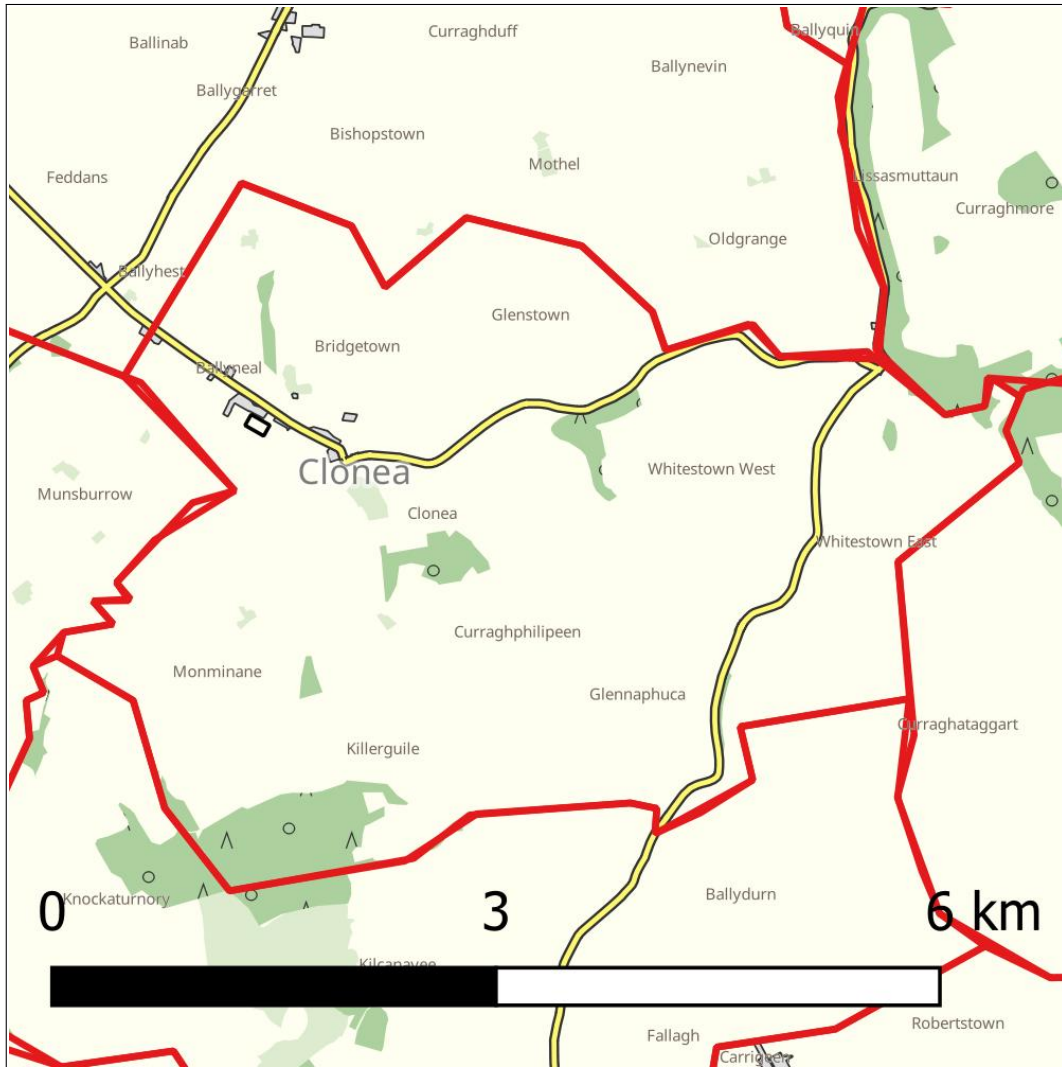 Curraghduff
Ballyquin
Ballinab
Ballynevin
Ballygarret
Bishopstown
Mothel
Feddans
Lissasmuttaun
Curraghmore
Oldgrange
Ballyhest
Glenstown
Bridgetown
Ballyneal
Clonea
Whitestown West
Munsburrow
Clonea
Whitestown East
Curraghphilipeen
Monminane
Glennaphuca
Curraghataggart
Killerguile
Knockaturnory
Ballydurn
0 3 6 km
Kilcanavee
Robertstown
Fallagh
Carrigeen